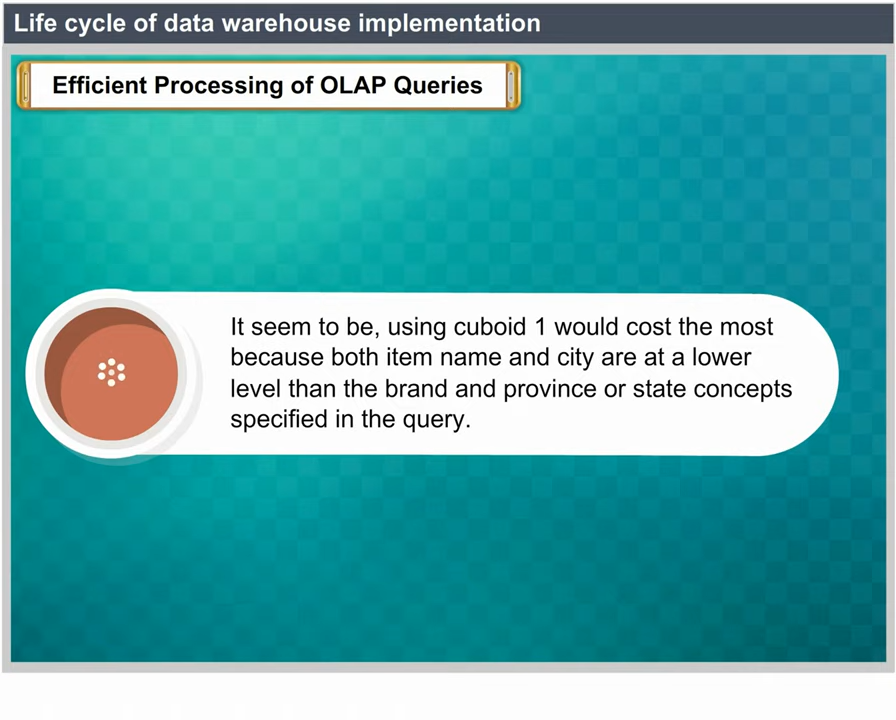 Life cycle of data warehouse implementation
Efficient Processing of OLAP Queries
It seem to be, using cuboid 1 would cost the most
because both item name and city are at a lower
level than the brand and province or state concepts
specified in the query.